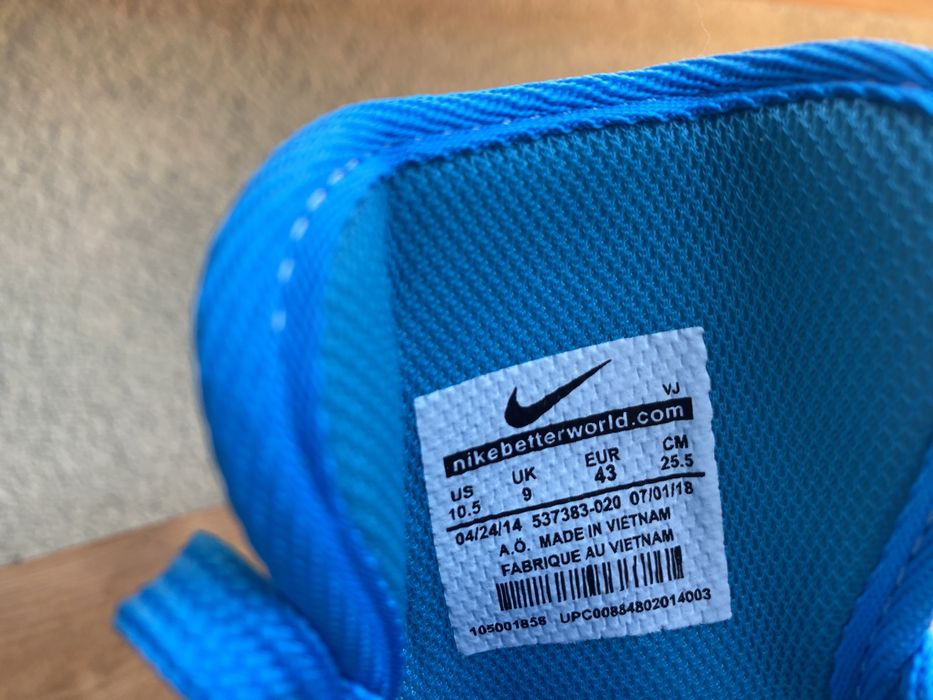 VJ
nikebetterworld.com
US UK EUR CM
10.5 9 43 25.5
04/24/14 537383-020 07/01/18
A.Ö. MADE IN VIETNAM
FABRIQUE AU VIETNAM
105001858 UPC00884802014003